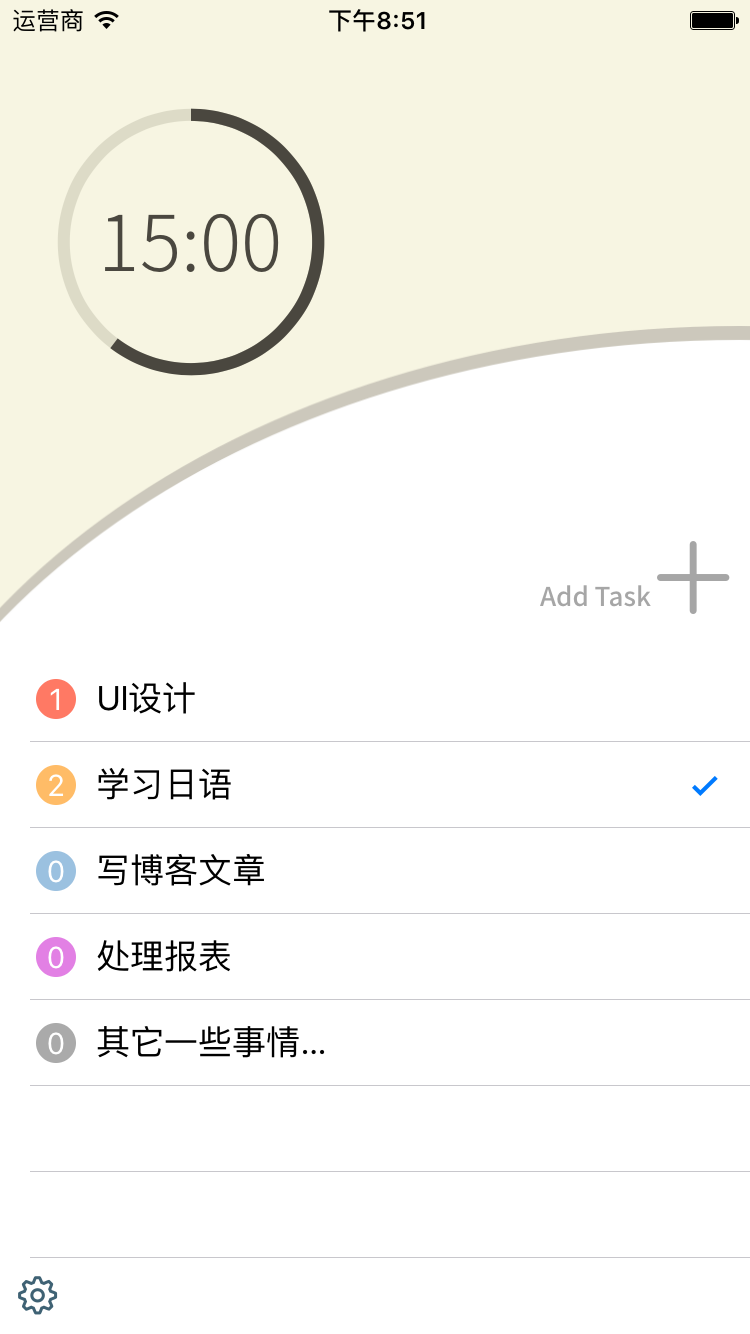 运营商 下午8:51
15:00
Add Task
1 UI设计
2 学习日语
0 写博客文章
0 处理报表
0 其它一些事情...